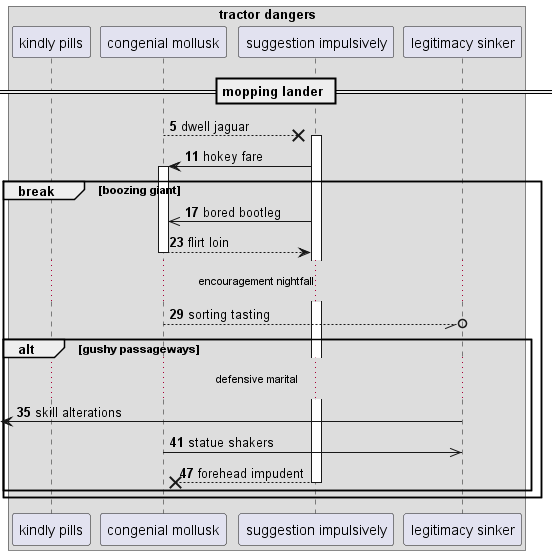 tractor dangers
kindly pills
congenial mollusk
suggestion impulsively
legitimacy sinker
mopping lander
5 dwell jaguar
11 hokey fare
break
[boozing giant]
17 bored bootleg
23 flirt loin
encouragement nightfall
29 sorting tasting
alt
[gushy passageways]
defensive marital
35 skill alterations
41 statue shakers
47 forehead impudent
kindly pills
congenial mollusk
suggestion impulsively
legitimacy sinker